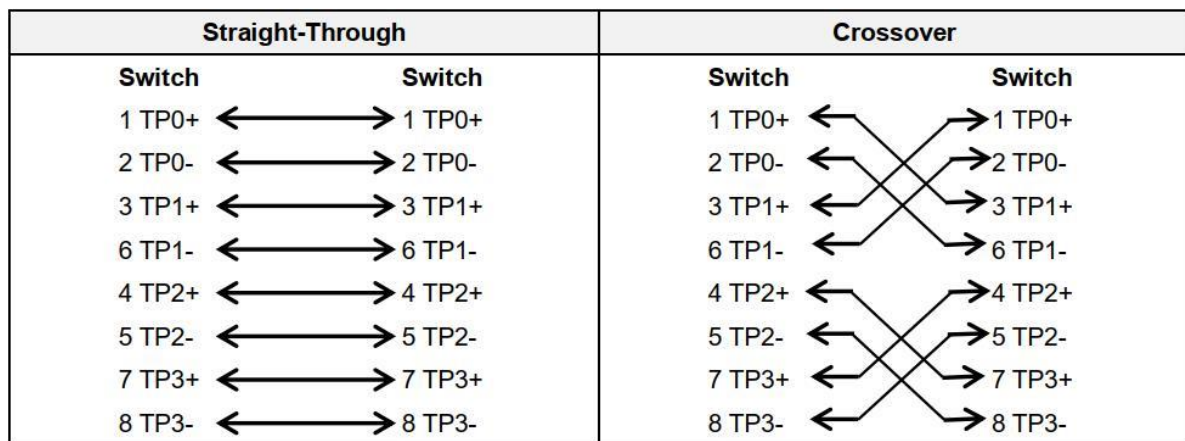 Straight-Through Crossover
Switch Switch Switch Switch
1 TP0+ 1 TP0+ 1 TP0+ 1 TP0+
2 TP0- 2 TP0- 2 TP0- 2 TP0-
3 TP1+ 3 TP1+ 3 TP1+ 3 TP1+
6 TP1- 6 TP1- 6 TP1- 6 TP1-
4 TP2+ 4 TP2+ 4 TP2+ 4 TP2+
5 TP2- 5 TP2- 5 TP2- 5 TP2-
7 TP3+ 7 TP3+ 7 TP3+ 7 TP3+
8 TP3- 8 TP3- 8 TP3- 8 TP3-